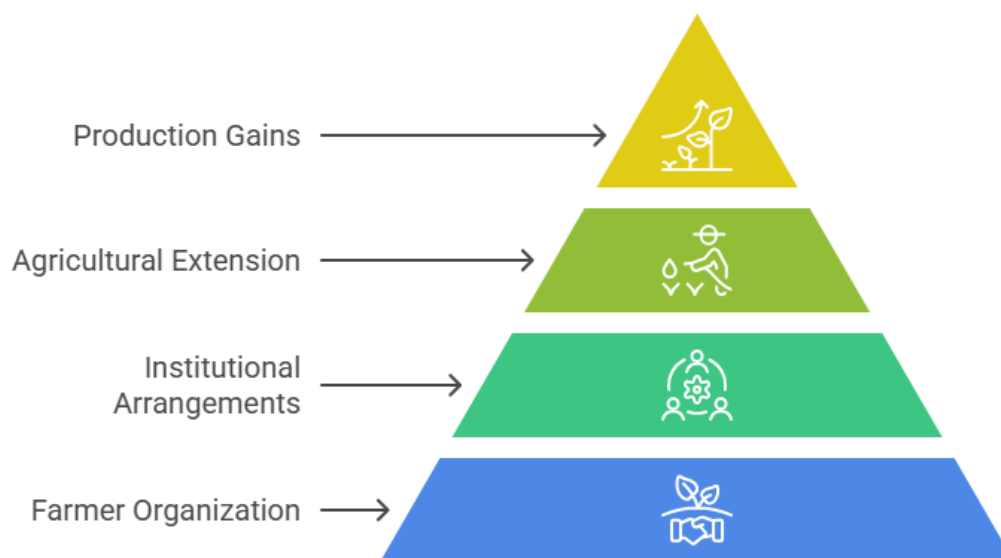 Production Gains
Agricultural Extension
Institutional
Arrangements
Farmer Organization